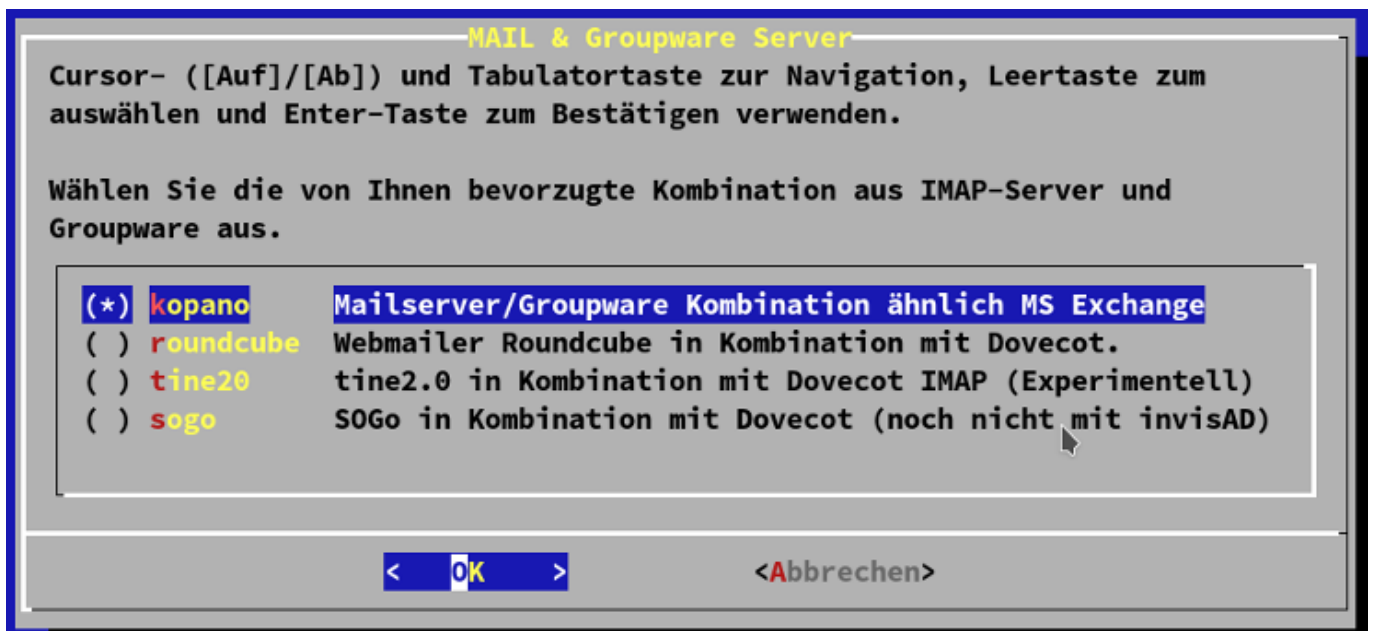 MAIL & Groupware Server
Cursor- ([Auf]/[Ab]) und Tabulatortaste zur Navigation, Leertaste zum
auswählen und Enter-Taste zum Bestätigen verwenden.
Wählen Sie die von Ihnen bevorzugte Kombination aus IMAP-Server und
Groupware aus.
(*) kopano Mailserver/Groupware Kombination ähnlich MS Exchange
( ) roundcube Webmailer Roundcube in Kombination mit Dovecot.
( ) tine20 tine2.0 in Kombination mit Dovecot IMAP (Experimentell)
( ) sogo SOGo in Kombination mit Dovecot (noch nicht mit invisAD)
< OK > <Abbrechen>